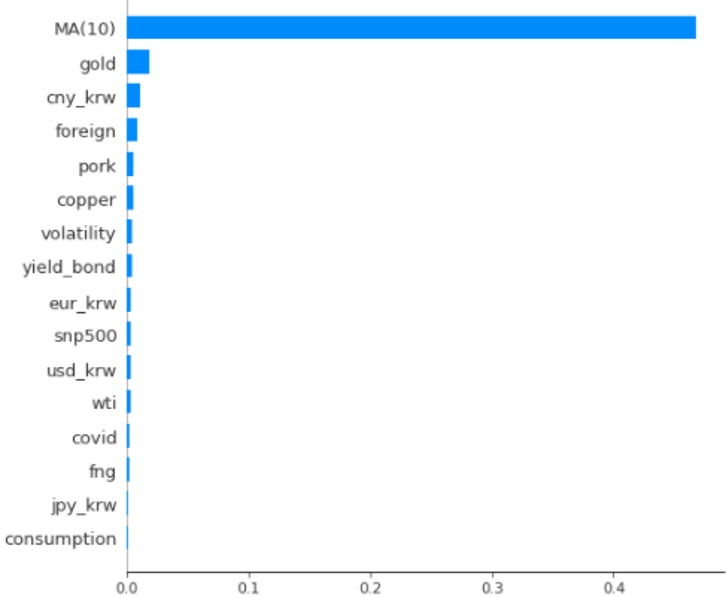 MA(10)
gold
cny_krw
foreign
pork
copper
volatility
yield_bond
eur_krw
snp500
usd_krw
wti
covid
fng
jpy_krw
consumption
0.0 0.1 0.2 0.3 0.4